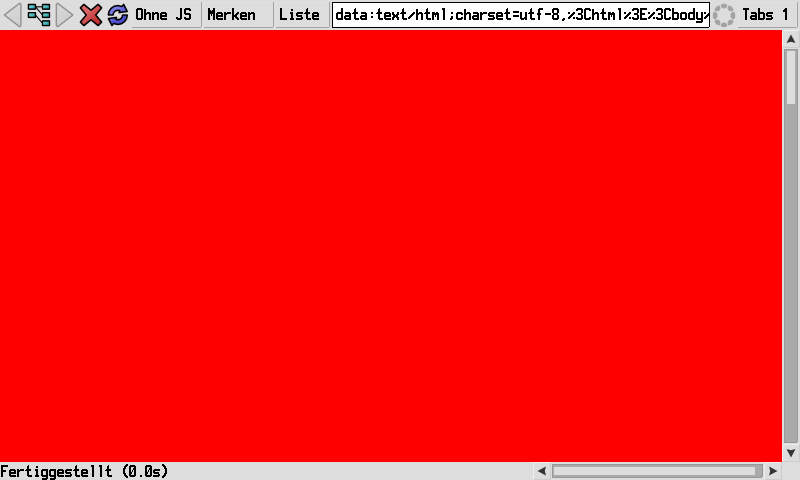 Ohne JS Merken Liste data:text/html;charset=utf-8,%3Chtml%3E%3Cbody% Tabs 1
Fertiggestellt (0.0s)